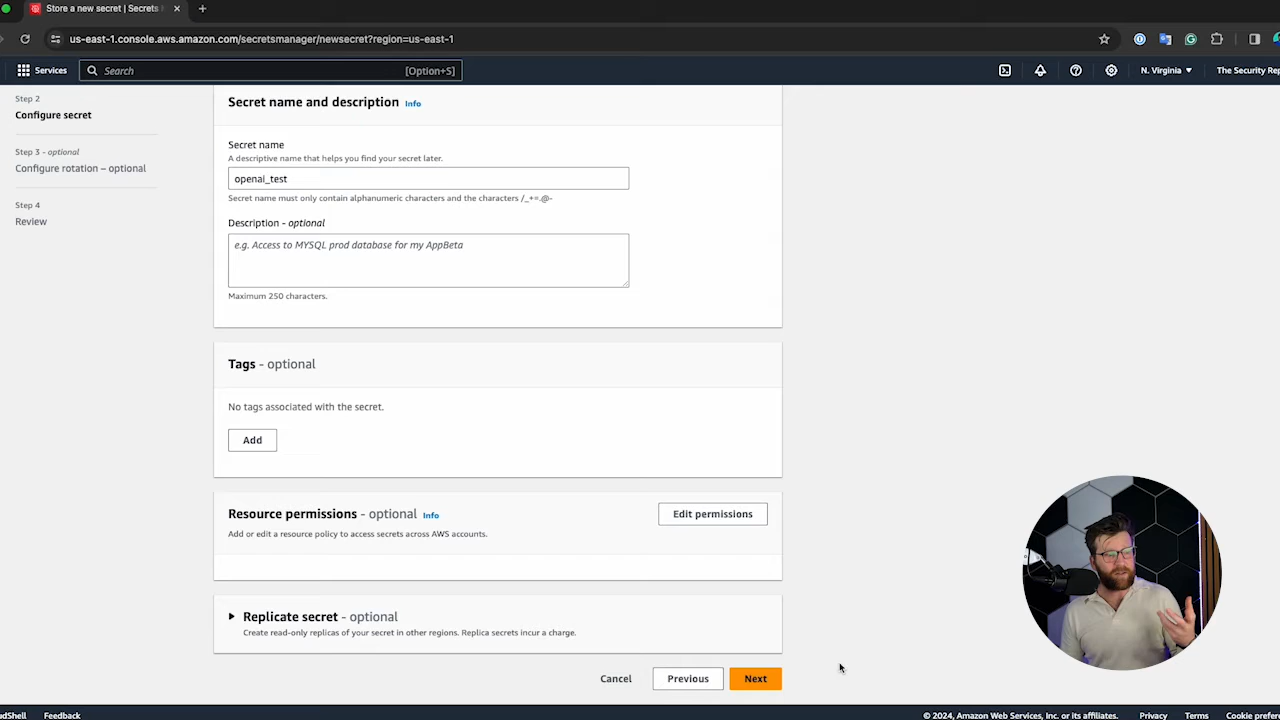 Store a new secret | Secrets
us-east-1.console.aws.amazon.com/secretsmanager/newsecret?region=us-east-1
Services
Search
[Option+S]
N. Virginia
The Security Rep
Step 2
Configure secret
Step 3 - optional
Configure rotation – optional
Step 4
Review
Secret name and description Info
Secret name
A descriptive name that helps you find your secret later.
openai_test
Secret name must only contain alphanumeric characters and the characters /_+=.@-
Description - optional
e.g. Access to MYSQL prod database for my AppBeta
Maximum 250 characters.
Tags - optional
No tags associated with the secret.
Add
Resource permissions - optional Info
Add or edit a resource policy to access secrets across AWS accounts.
Edit permissions
Replicate secret - optional
Create read-only replicas of your secret in other regions. Replica secrets incur a charge.
Cancel
Previous
Next
udShell
Feedback
© 2024, Amazon Web Services, Inc. or its affiliates.
Privacy
Terms
Cookie prefer